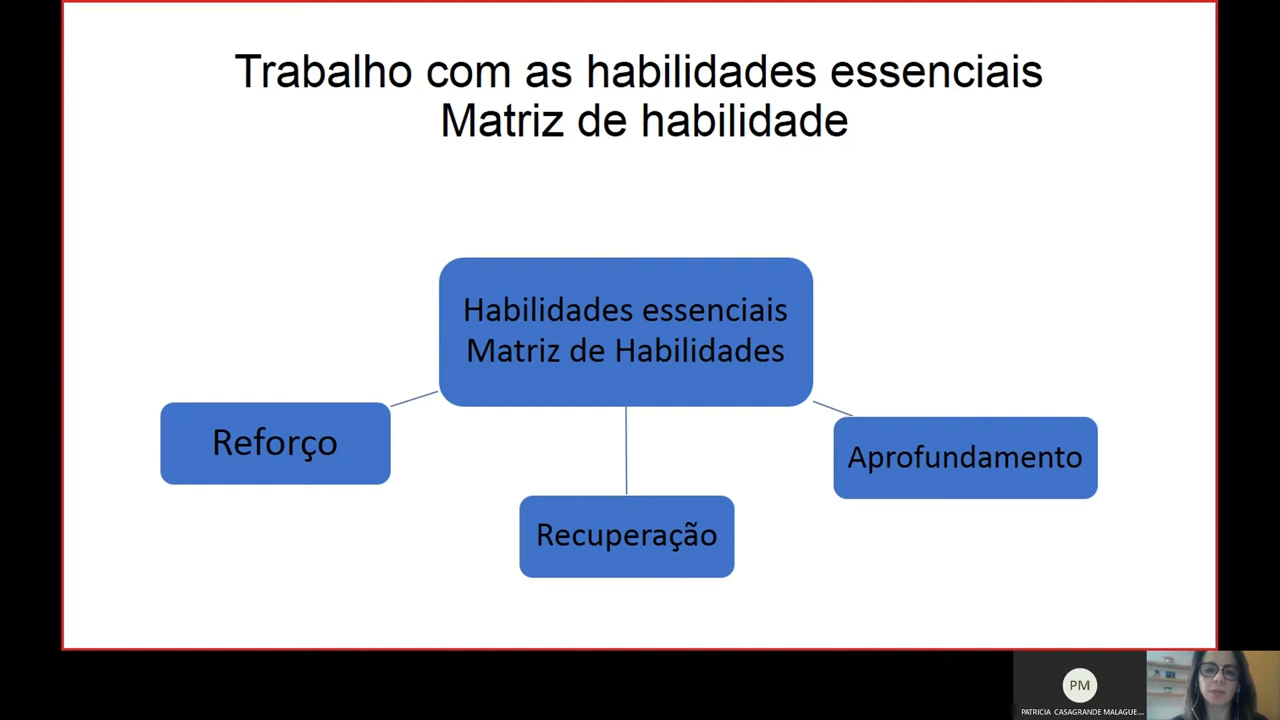 Trabalho com as habilidades essenciais
Matriz de habilidade
Habilidades essenciais
Matriz de Habilidades
Reforço
Aprofundamento
Recuperação
PM
PATRICIA CASAGRANDE MALAGUE...